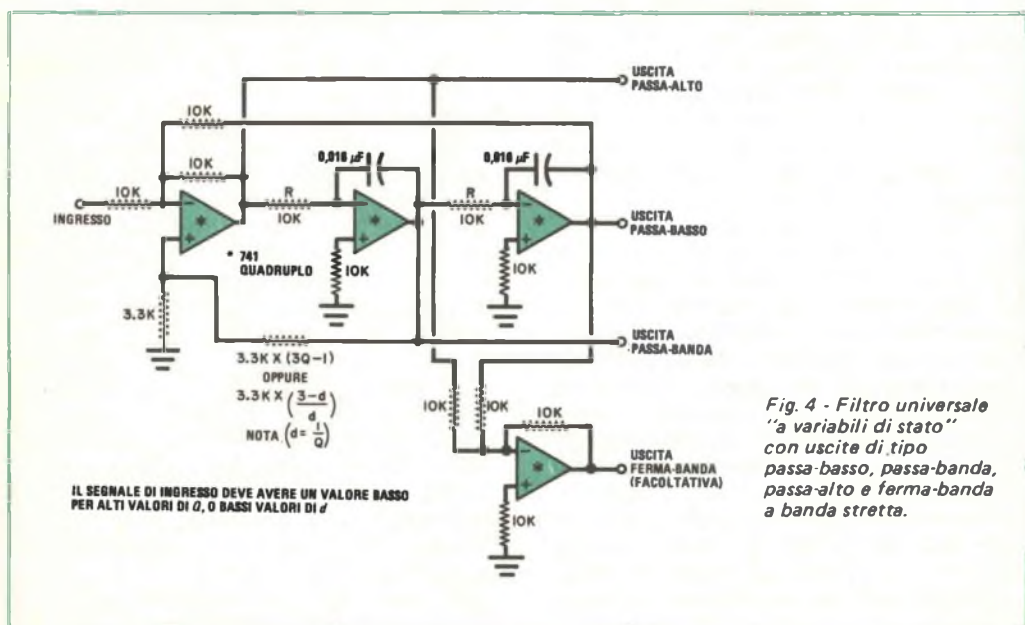 USCITA
PASSA-ALTO
10K
10K
10K
INGRESSO
* 741
QUADRUPLO
R
10K
0,016 µF
10K
R
10K
0,016 µF
10K
USCITA
PASSA-BASSO
3.3K
3.3K X (3Q-1)
OPPURE
3.3K X (3-d/d)
NOTA (d= 1/Q)
USCITA
PASSA-BANDA
10K
10K
10K
10K
USCITA
FERMA-BANDA
(FACOLTATIVA)
IL SEGNALE DI INGRESSO DEVE AVERE UN VALORE BASSO
PER ALTI VALORI DI Q, O BASSI VALORI DI d
Fig. 4 - Filtro universale
"a variabili di stato"
con uscite di tipo
passa-basso, passa-banda,
passa-alto e ferma-banda
a banda stretta.